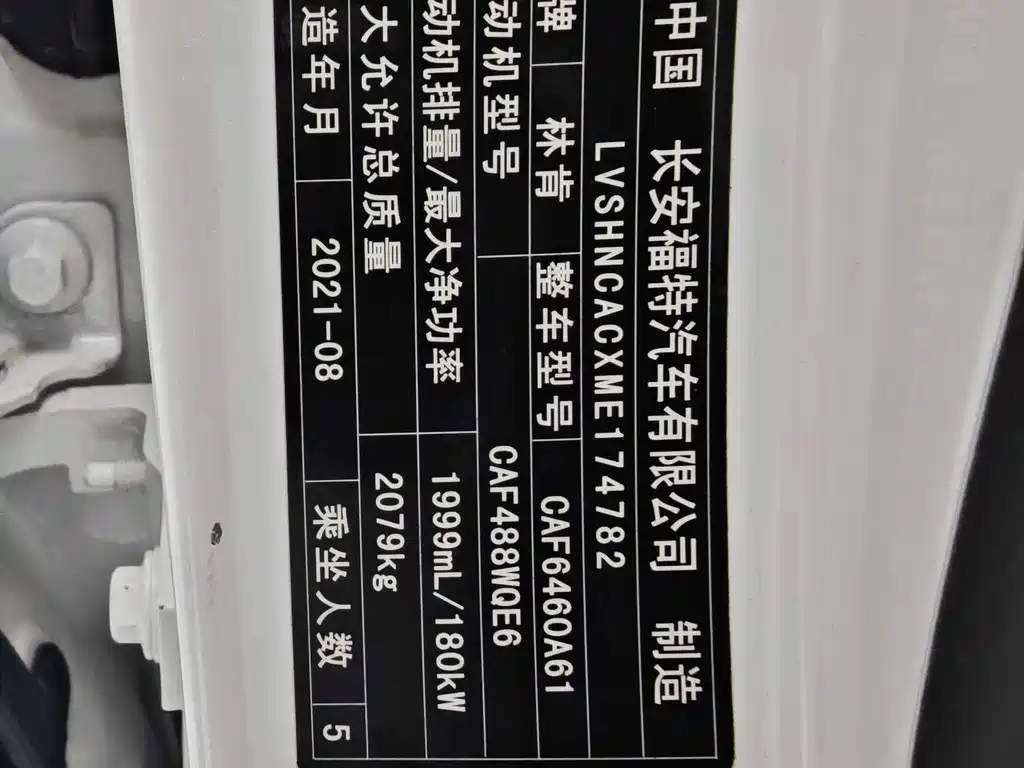 中国 长安福特汽车有限公司 制造
LVSHNCACXME174782
牌 林肯 整车型号 CAF6460A61
动机型号 CAF488WQE6
动机排量/最大净功率 1999mL/180kW
大允许总质量 2079kg
造年月 2021-08 乘坐人数 5